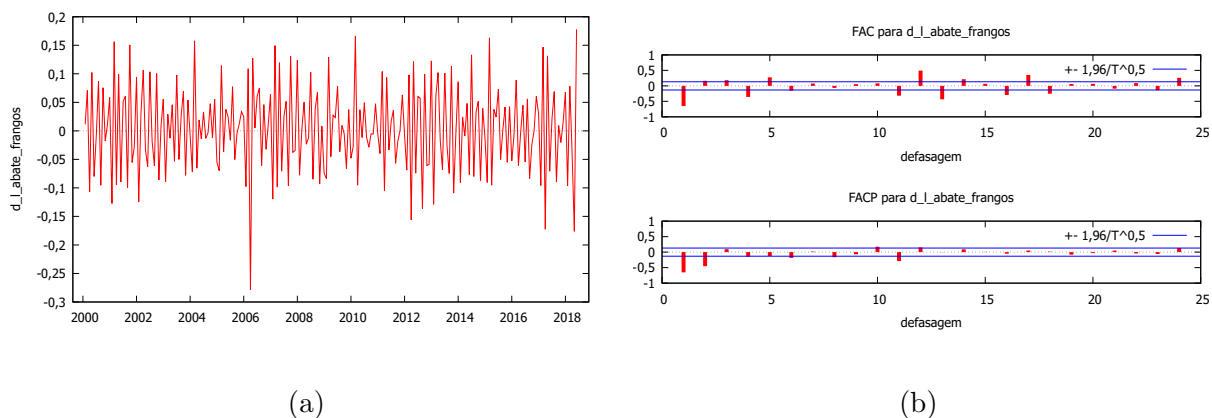 d_l_abate_frangos
0,2
0,15
0,1
0,05
0
-0,05
-0,1
-0,15
-0,2
-0,25
-0,3
2000 2002 2004 2006 2008 2010 2012 2014 2016 2018
(a)
FAC para d_l_abate_frangos
+- 1,96/T^0,5
1
0,5
0
-0,5
-1
0 5 10 15 20 25
defasagem
FACP para d_l_abate_frangos
+- 1,96/T^0,5
1
0,5
0
-0,5
-1
0 5 10 15 20 25
defasagem
(b)